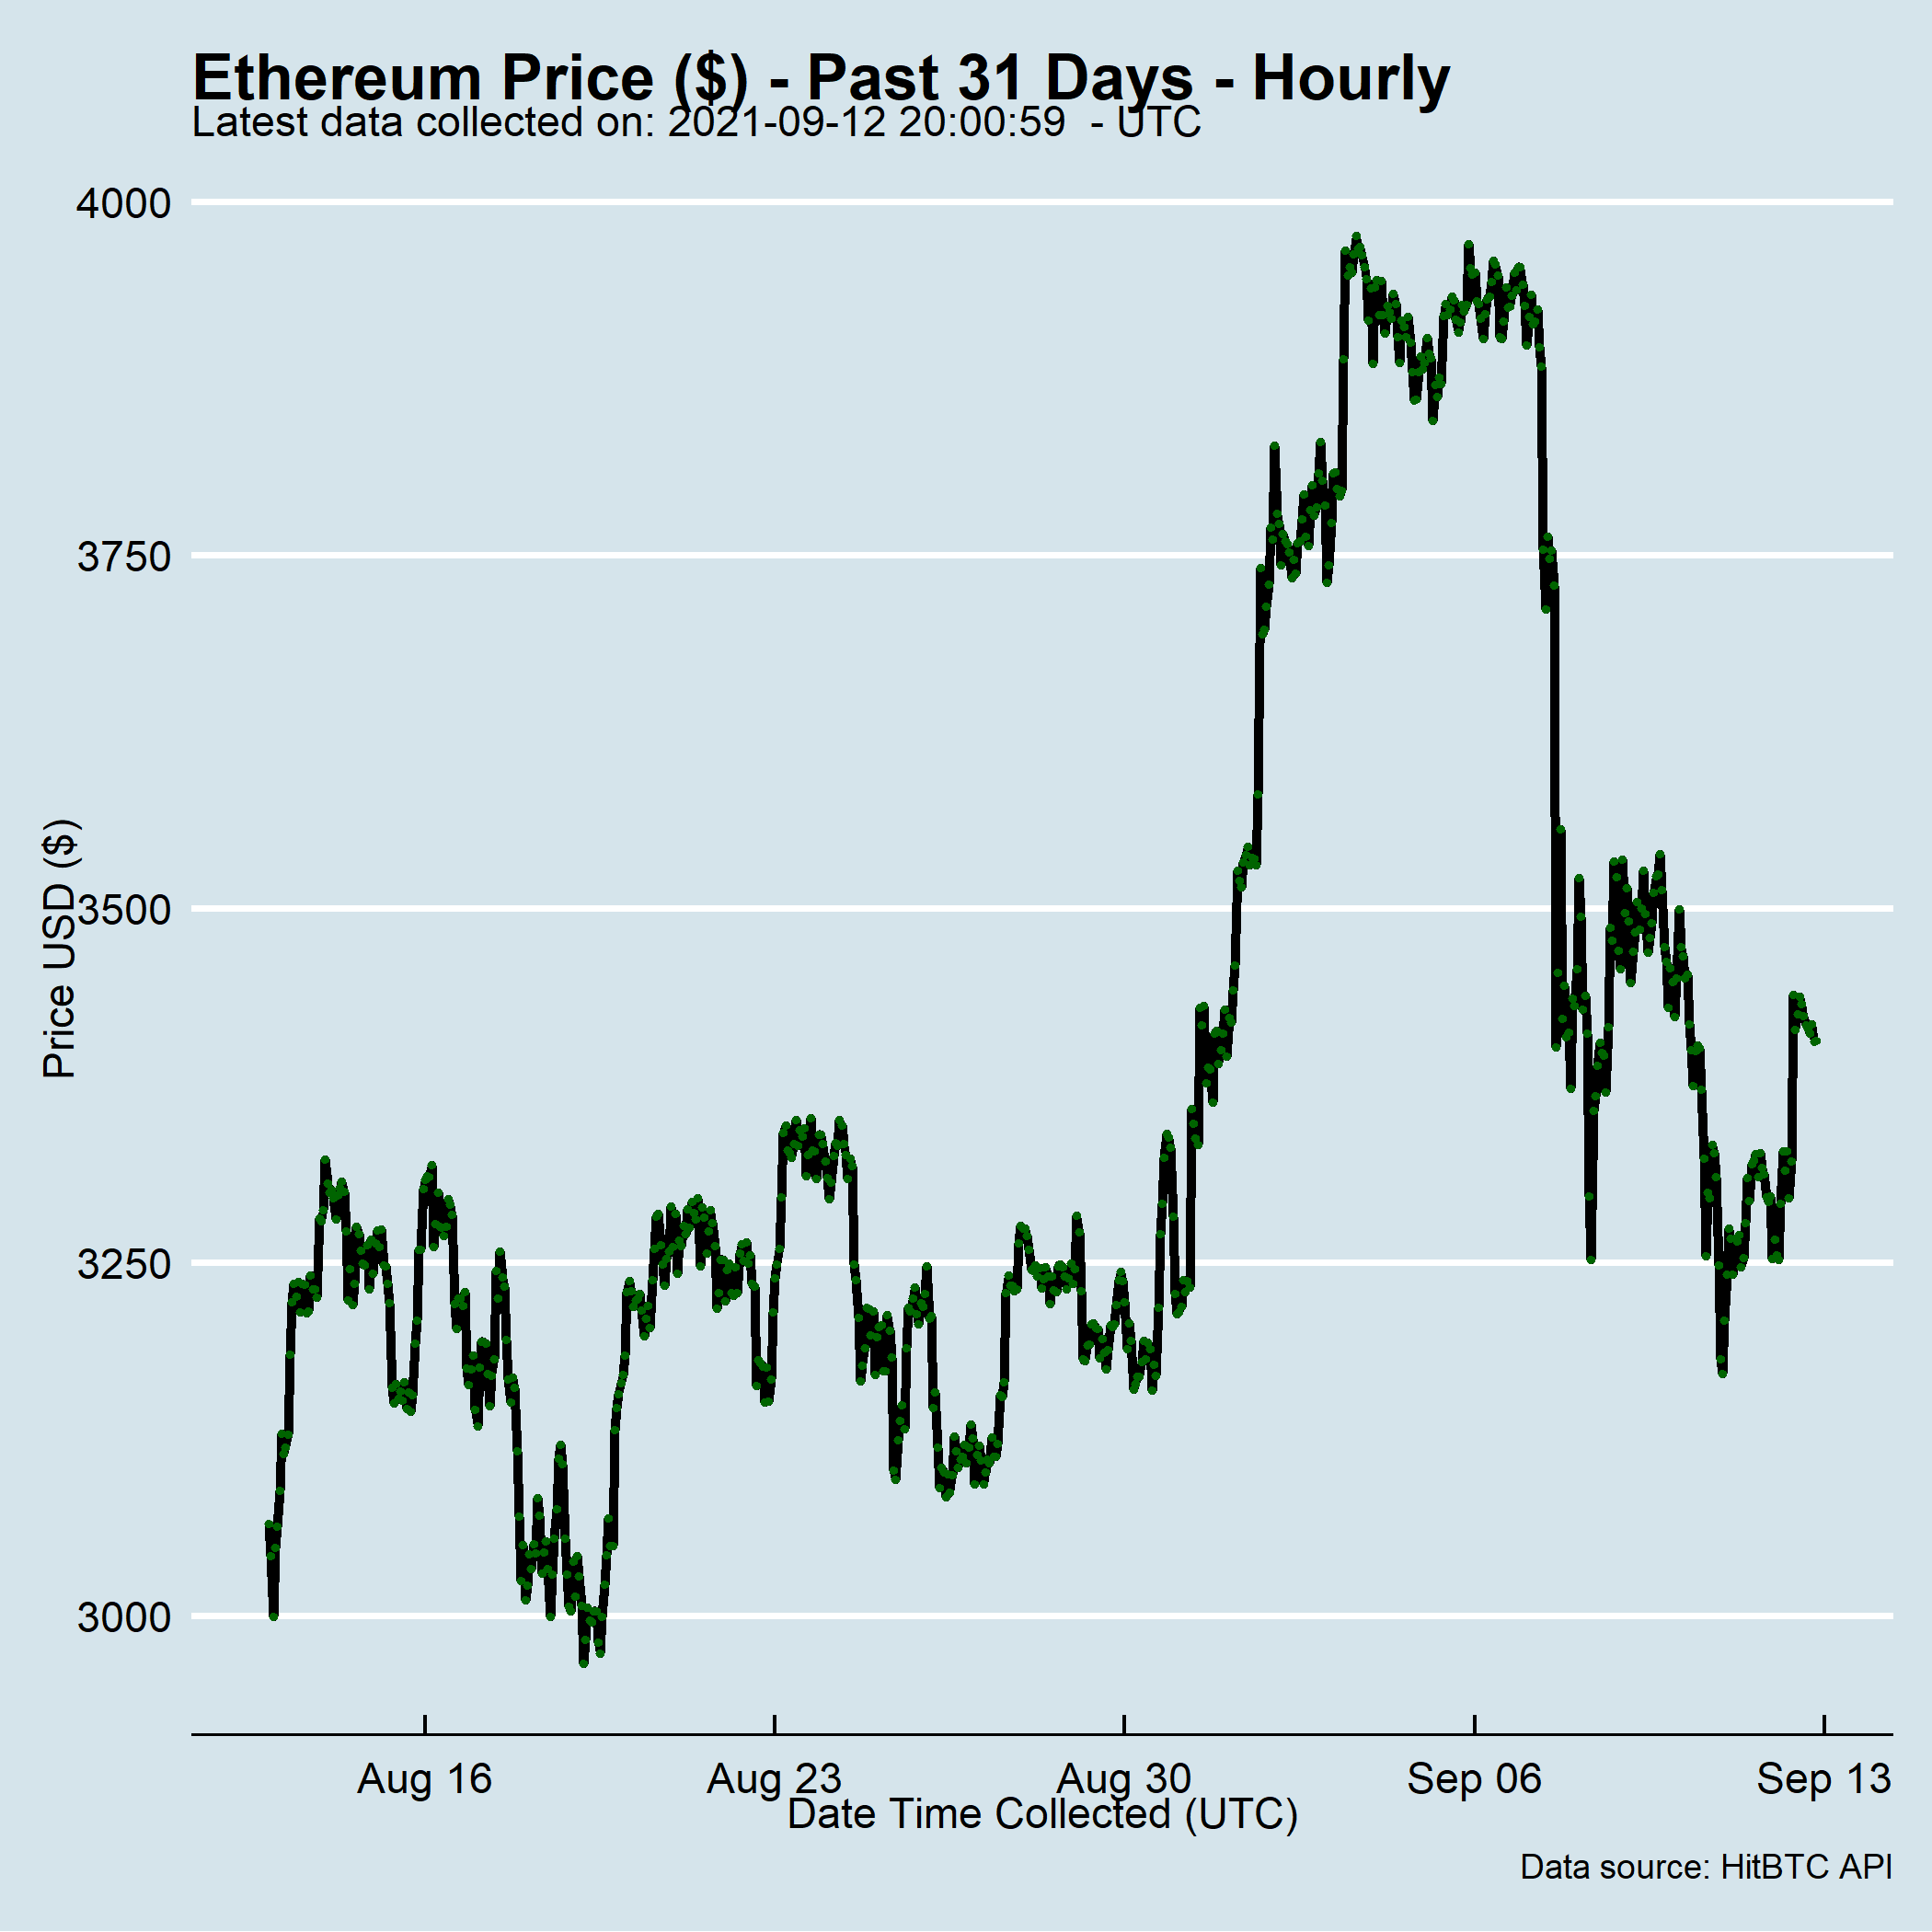 Ethereum Price ($) - Past 31 Days - Hourly
Latest data collected on: 2021-09-12 20:00:59  - UTC
4000
3750
3500
3250
3000
Price USD ($)
Aug 16
Aug 23
Aug 30
Sep 06
Sep 13
Date Time Collected (UTC)
Data source: HitBTC API